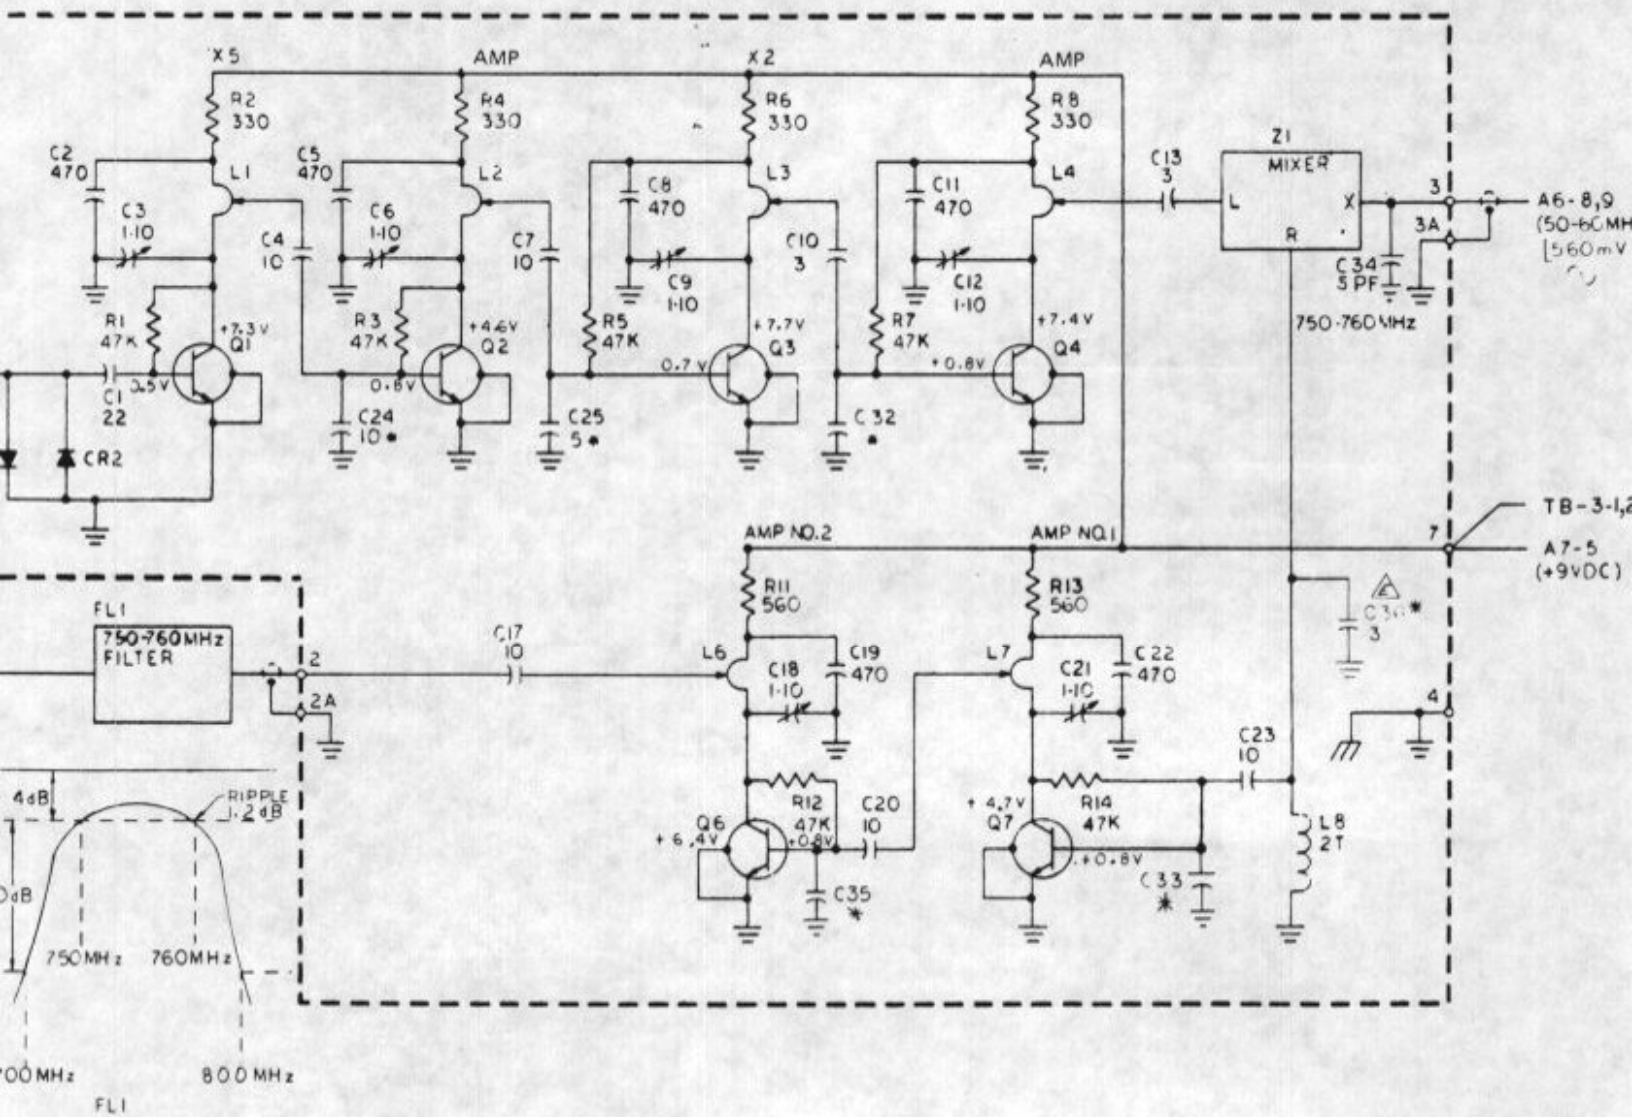 X5
AMP
X2
AMP
R2
330
R4
330
R6
330
R8
330
C2
470
L1
C5
470
L2
C8
470
L3
C11
470
L4
C13
3
Z1
MIXER
L
X
R
3
3A
A6-8,9
(50-60MH
[560mV
C3
1-10
C4
10
C6
1-10
C7
10
C9
1-10
C10
3
C12
1-10
C34
5PF
750-760MHz
R1
47K
+7.3V
Q1
R3
47K
+4.6V
Q2
R5
47K
+7.7V
Q3
R7
47K
+7.4V
Q4
0.7V
+0.8V
C1
22
C24
10*
C25
5*
C32
*
CR2
AMP NO.2
AMP NO.1
7
TB-3-1,2
A7-5
(+9VDC)
R11
560
R13
560
3
FL1
750-760MHz
FILTER
2
2A
C17
10
L6
C18
1-10
C19
470
L7
C21
1-10
C22
470
4
C23
10
4dB
RIPPLE
1.2dB
R12
47K
C20
10
+4.7V
R14
47K
Q6
+6.4V
+0.8V
Q7
+0.8V
L8
2T
C35
*
C33
*
0dB
750MHz
760MHz
00MHz
800MHz
FL1